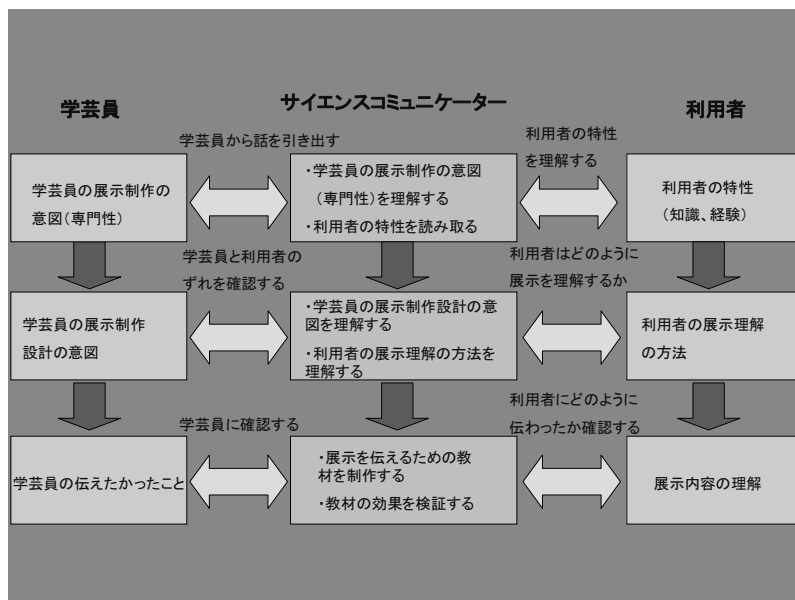 学芸員
サイエンスコミュニケーター
利用者
学芸員から話を引き出す
利用者の特性
を理解する
学芸員の展示制作の
意図(専門性)
・学芸員の展示制作の意図
(専門性)を理解する
・利用者の特性を読み取る
利用者の特性
(知識、経験)
学芸員と利用者の
ずれを確認する
利用者はどのように
展示を理解するか
学芸員の展示制作
設計の意図
・学芸員の展示制作設計の意
図を理解する
・利用者の展示理解の方法を
理解する
利用者の展示理解
の方法
学芸員に確認する
利用者にどのように
伝わったか確認する
学芸員の伝えたかったこと
・展示を伝えるための教
材を制作する
・教材の効果を検証する
展示内容の理解